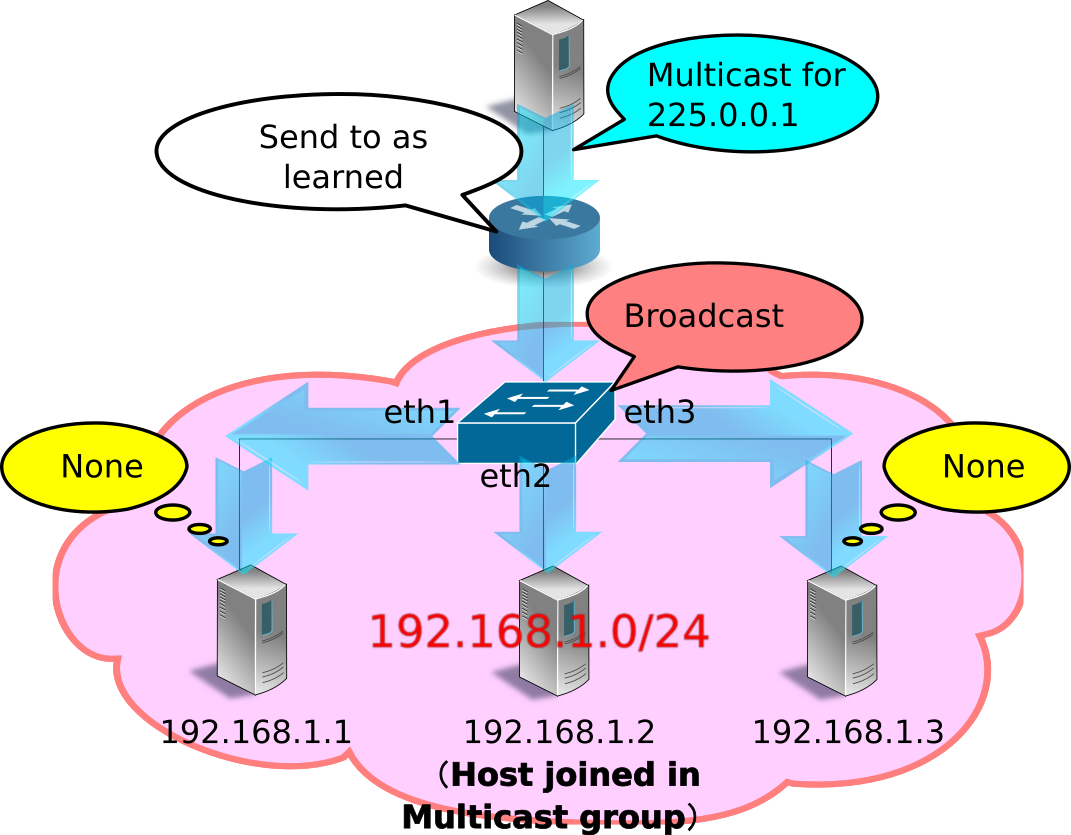 Multicast for
225.0.0.1
Send to as
learned
Broadcast
eth1
eth3
eth2
None
None
192.168.1.0/24
192.168.1.1
192.168.1.2
192.168.1.3
（Host joined in
Multicast group）